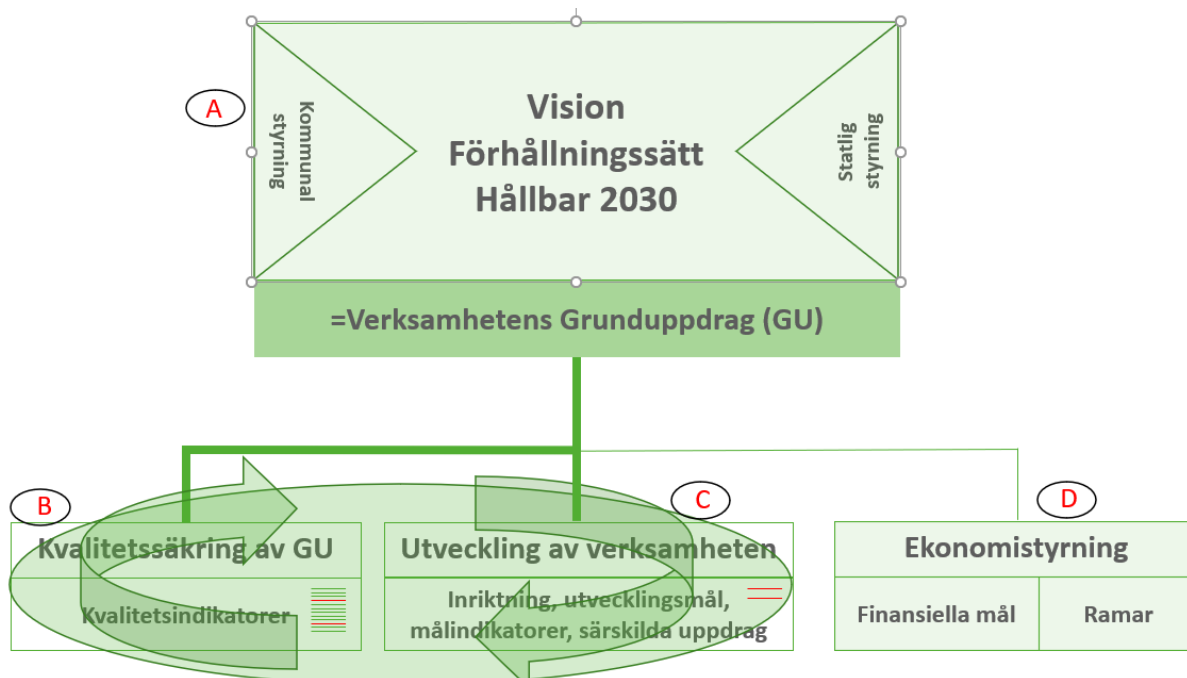 A
Kommunal
styrning
Vision
Förhållningssätt
Hållbar 2030
Statlig
styrning
=Verksamhetens Grunduppdrag (GU)
B
Kvalitetssäkring av GU
Kvalitetsindikatorer
C
Utveckling av verksamheten
Inriktning, utvecklingsmål,
målindikatorer, särskilda uppdrag
D
Ekonomistyrning
Finansiella mål
Ramar